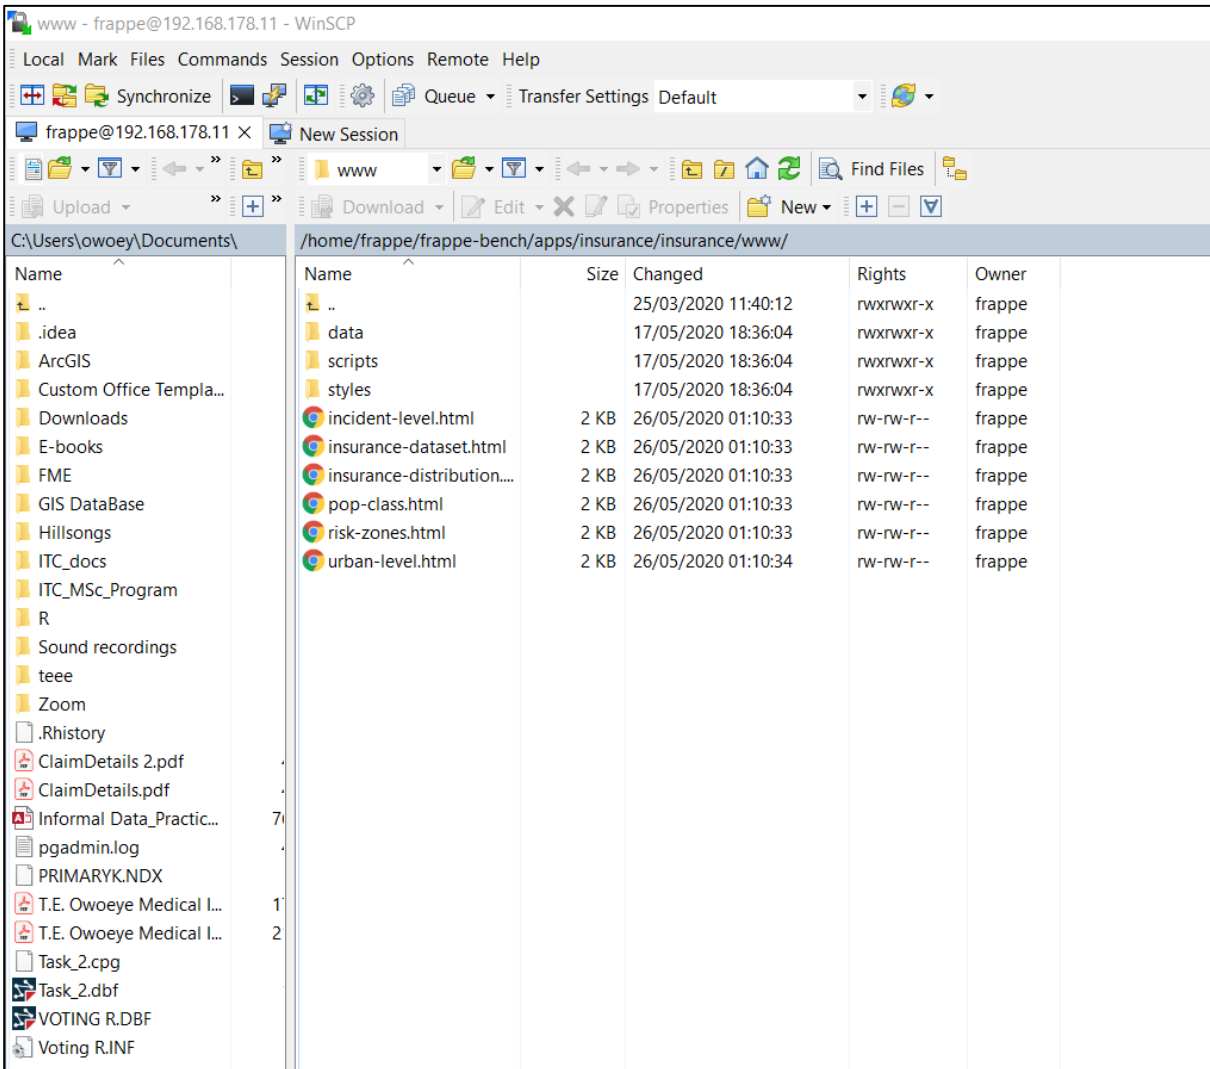 www - frappe@192.168.178.11 - WinSCP
Local Mark Files Commands Session Options Remote Help
Synchronize Queue Transfer Settings Default
frappe@192.168.178.11 × New Session
» » www Find Files
Upload » » Download Edit Properties New
C:\Users\owoey\Documents\ /home/frappe/frappe-bench/apps/insurance/insurance/www/
Name Name Size Changed Rights Owner
.. .. 25/03/2020 11:40:12 rwxrwxr-x frappe
.idea data 17/05/2020 18:36:04 rwxrwxr-x frappe
ArcGIS scripts 17/05/2020 18:36:04 rwxrwxr-x frappe
Custom Office Templa... styles 17/05/2020 18:36:04 rwxrwxr-x frappe
Downloads incident-level.html 2 KB 26/05/2020 01:10:33 rw-rw-r-- frappe
E-books insurance-dataset.html 2 KB 26/05/2020 01:10:33 rw-rw-r-- frappe
FME insurance-distribution.... 2 KB 26/05/2020 01:10:33 rw-rw-r-- frappe
GIS DataBase pop-class.html 2 KB 26/05/2020 01:10:33 rw-rw-r-- frappe
Hillsongs risk-zones.html 2 KB 26/05/2020 01:10:33 rw-rw-r-- frappe
ITC_docs urban-level.html 2 KB 26/05/2020 01:10:34 rw-rw-r-- frappe
ITC_MSc_Program
R
Sound recordings
teee
Zoom
.Rhistory
ClaimDetails 2.pdf
ClaimDetails.pdf
Informal Data_Practic... 7
pgadmin.log
PRIMARYK.NDX
T.E. Owoeye Medical I... 1
T.E. Owoeye Medical I... 2
Task_2.cpg
Task_2.dbf
VOTING R.DBF
Voting R.INF